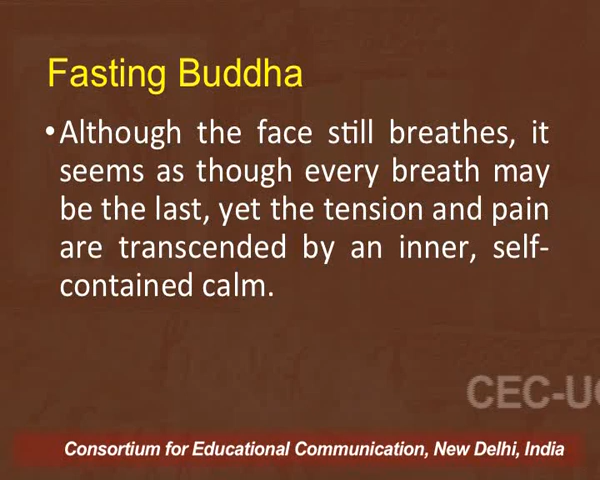 Fasting Buddha
•Although the face still breathes, it
seems as though every breath may
be the last, yet the tension and pain
are transcended by an inner, self-
contained calm.
CEC-U
Consortium for Educational Communication, New Delhi, India